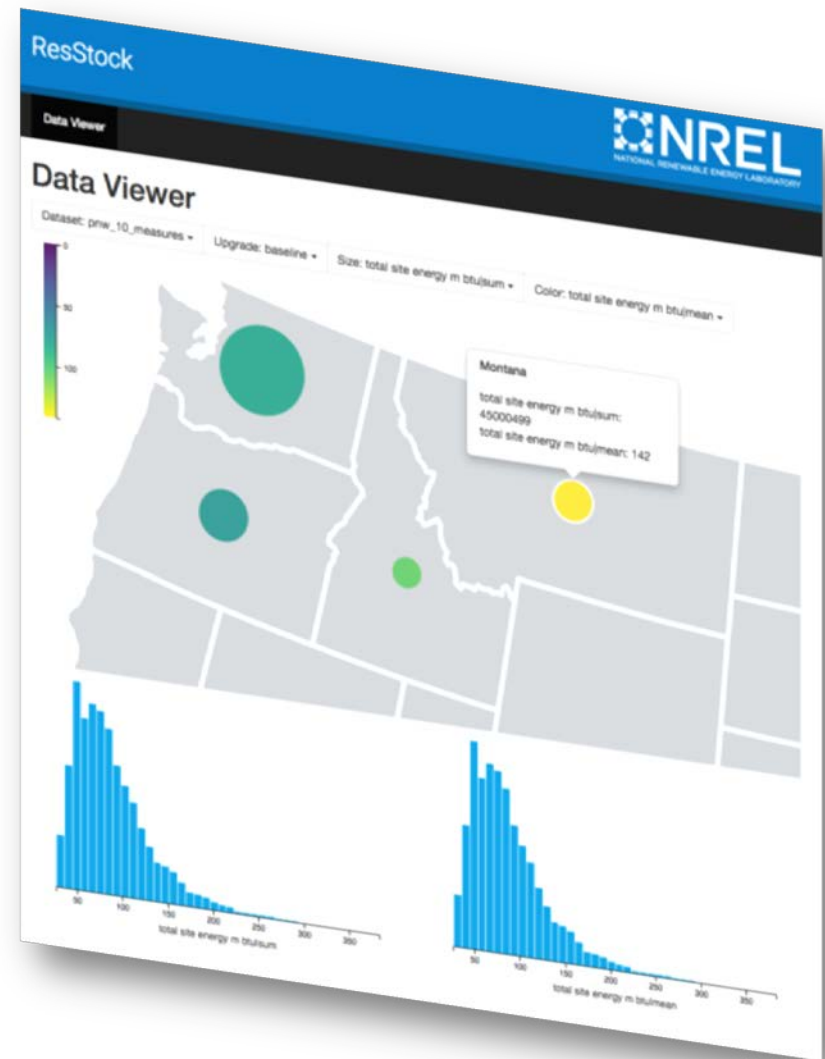 ResStock
NREL
NATIONAL RENEWABLE ENERGY LABORATORY
Data Viewer
Data Viewer
Dataset: pnw_10_measures
Upgrade: baseline
Size: total site energy m btu|sum
Color: total site energy m btu|mean
0
50
100
Montana
total site energy m btu|sum:
45000499
total site energy m btu|mean: 142
50
100
150
200
250
300
350
total site energy m btu|sum
50
100
150
200
250
300
350
total site energy m btu|mean